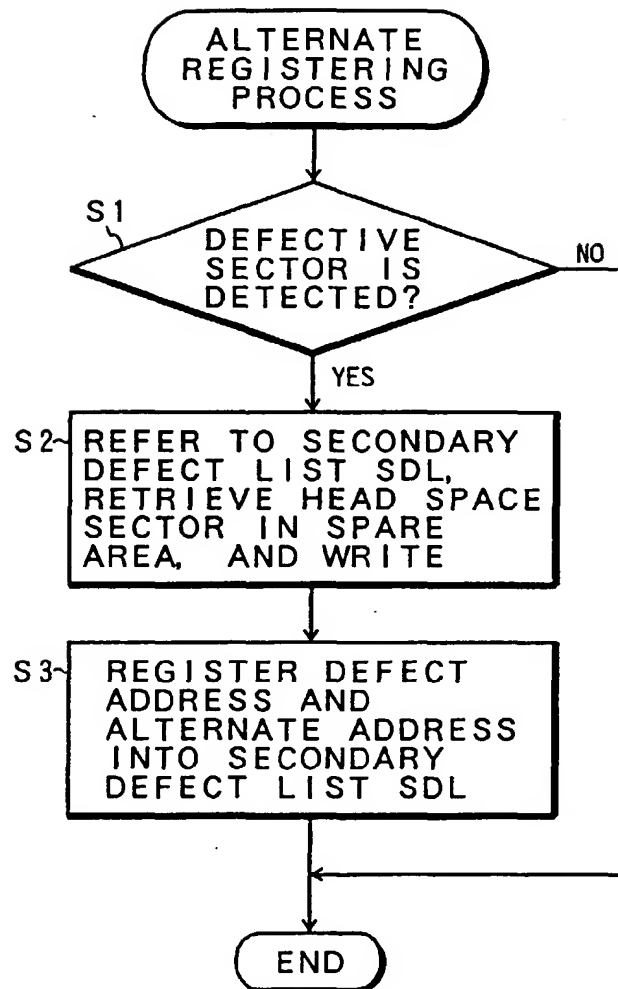 ALTERNATE
REGISTERING
PROCESS
S1
DEFECTIVE
SECTOR IS
DETECTED?
NO
YES
S2
REFER TO SECONDARY
DEFECT LIST SDL,
RETRIEVE HEAD SPACE
SECTOR IN SPARE
AREA, AND WRITE
S3
REGISTER DEFECT
ADDRESS AND
ALTERNATE ADDRESS
INTO SECONDARY
DEFECT LIST SDL
END